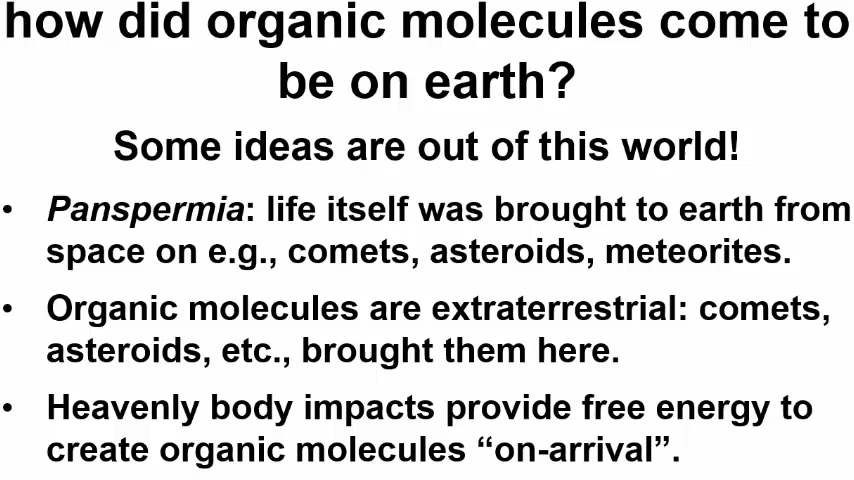 how did organic molecules come to
be on earth?
Some ideas are out of this world!
• Panspermia: life itself was brought to earth from
space on e.g., comets, asteroids, meteorites.
• Organic molecules are extraterrestrial: comets,
asteroids, etc., brought them here.
• Heavenly body impacts provide free energy to
create organic molecules “on-arrival”.